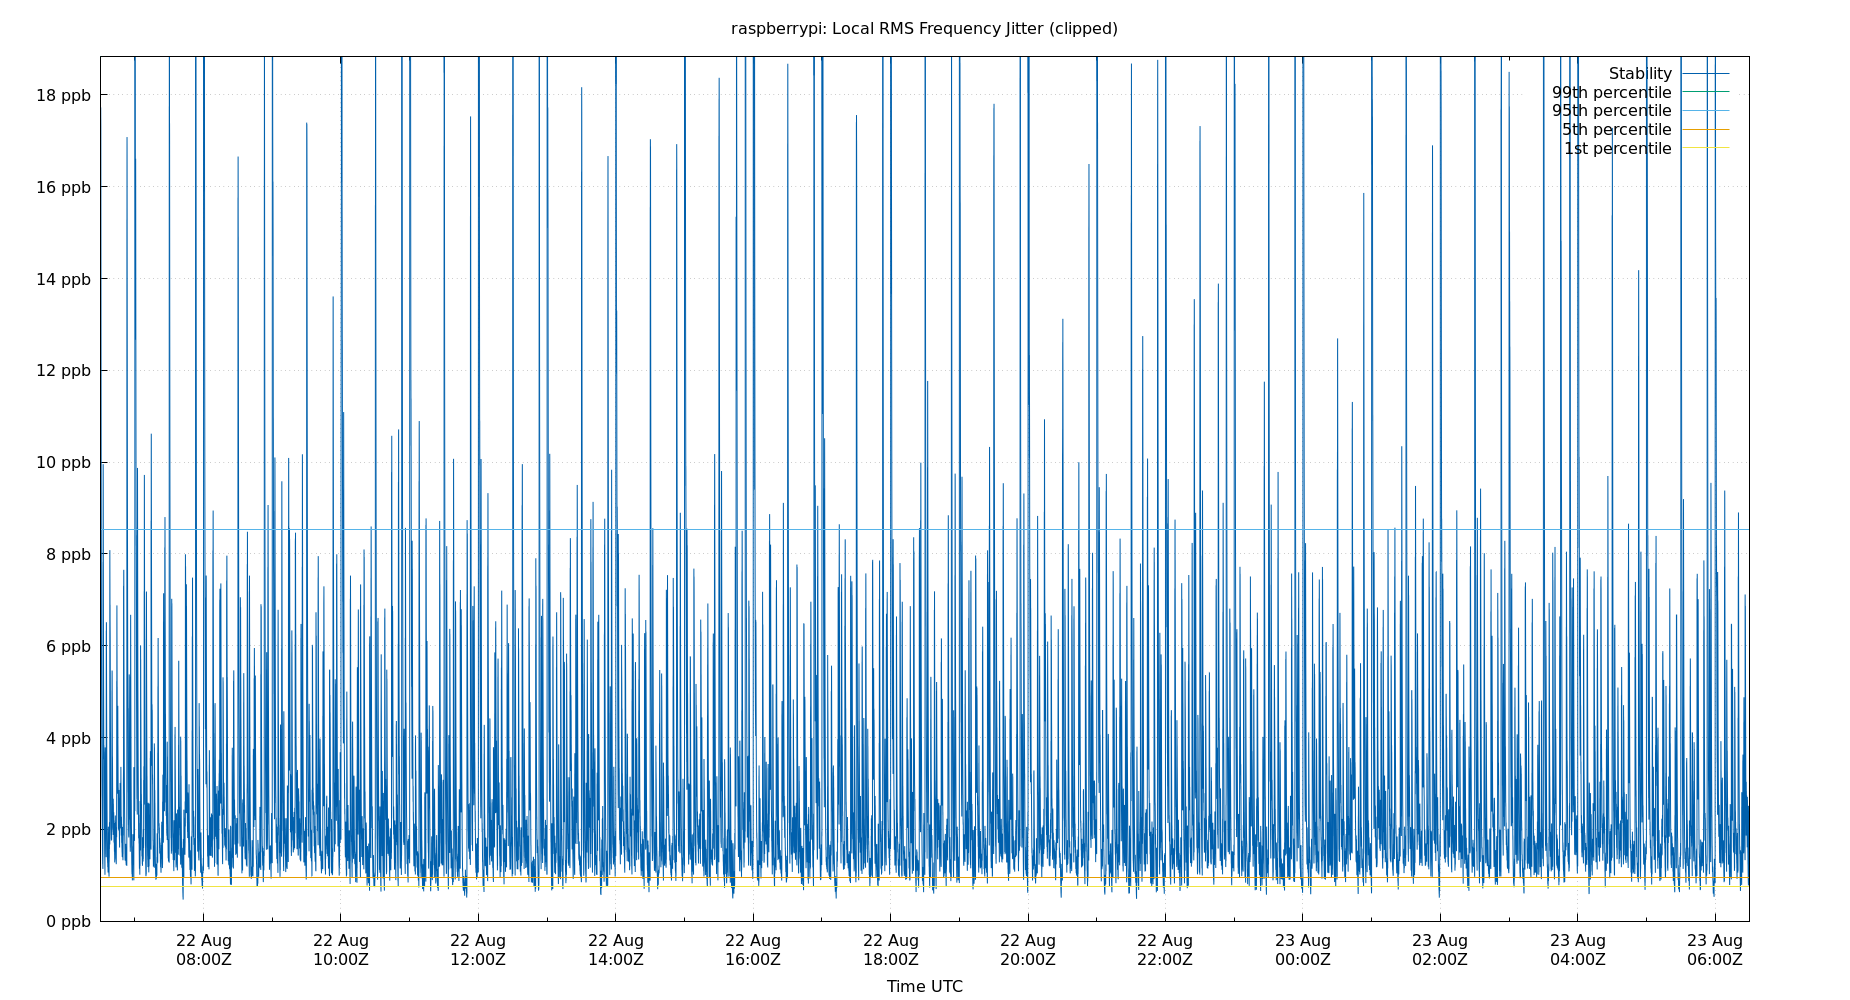 raspberrypi: Local RMS Frequency Jitter (clipped)
Stability
99th percentile
95th percentile
5th percentile
1st percentile
18 ppb
16 ppb
14 ppb
12 ppb
10 ppb
8 ppb
6 ppb
4 ppb
2 ppb
0 ppb
22 Aug 22 Aug 22 Aug 22 Aug 22 Aug 22 Aug 22 Aug 22 Aug 23 Aug 23 Aug 23 Aug 23 Aug
08:00Z 10:00Z 12:00Z 14:00Z 16:00Z 18:00Z 20:00Z 22:00Z 00:00Z 02:00Z 04:00Z 06:00Z
Time UTC